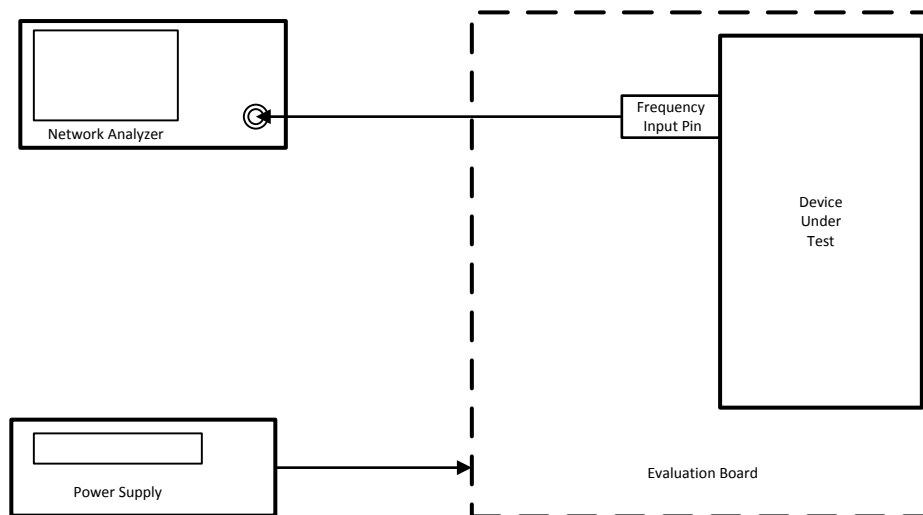 Network Analyzer
Frequency
Input Pin
Device
Under
Test
Power Supply
Evaluation Board